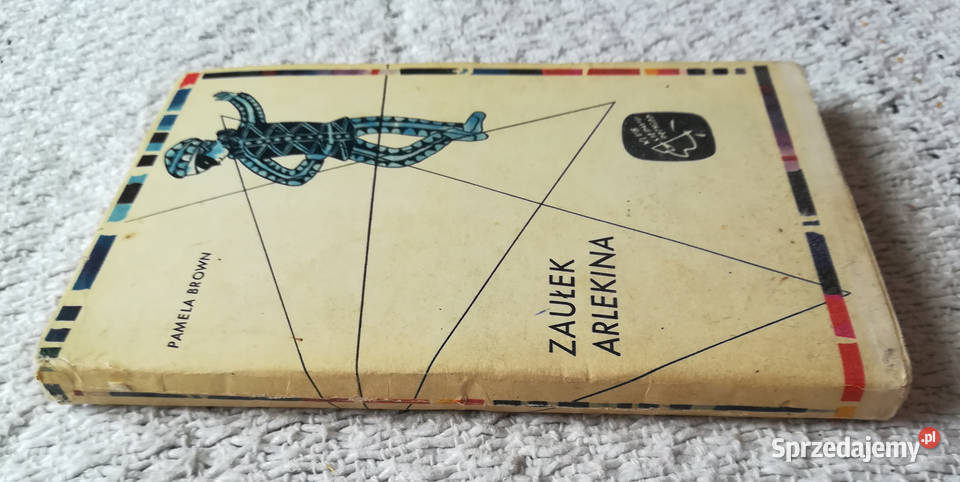 PAMELA BROWN
ZAUŁEK
ARLEKINA
Sprzedajemy.pl